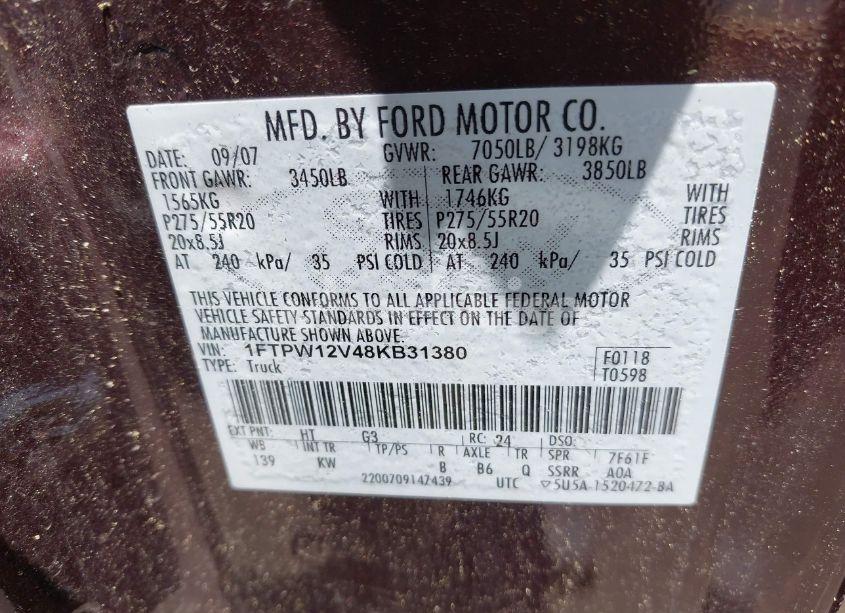 MFD. BY FORD MOTOR CO.
DATE: 09/07 GVWR: 7050LB/ 3198KG
FRONT GAWR: 3450LB REAR GAWR: 3850LB
1565KG WITH 1746KG WITH
P275/55R20 TIRES P275/55R20 TIRES
20x8.5J RIMS 20x8.5J RIMS
AT 240 kPa/ 35 PSI COLD AT 240 kPa/ 35 PSI COLD
THIS VEHICLE CONFORMS TO ALL APPLICABLE FEDERAL MOTOR
VEHICLE SAFETY STANDARDS IN EFFECT ON THE DATE OF
MANUFACTURE SHOWN ABOVE.
VIN: 1FTPW12V48KB31380 F0118
TYPE: Truck T0598
EXT PNT: HT G3 RC: 24 DSO:
WB INT TR TP/PS R AXLE TR SPR 7F61F
139 KW B B6 Q SSRR A0A
2200709147439 UTC ▽5U5A-1520472-BA